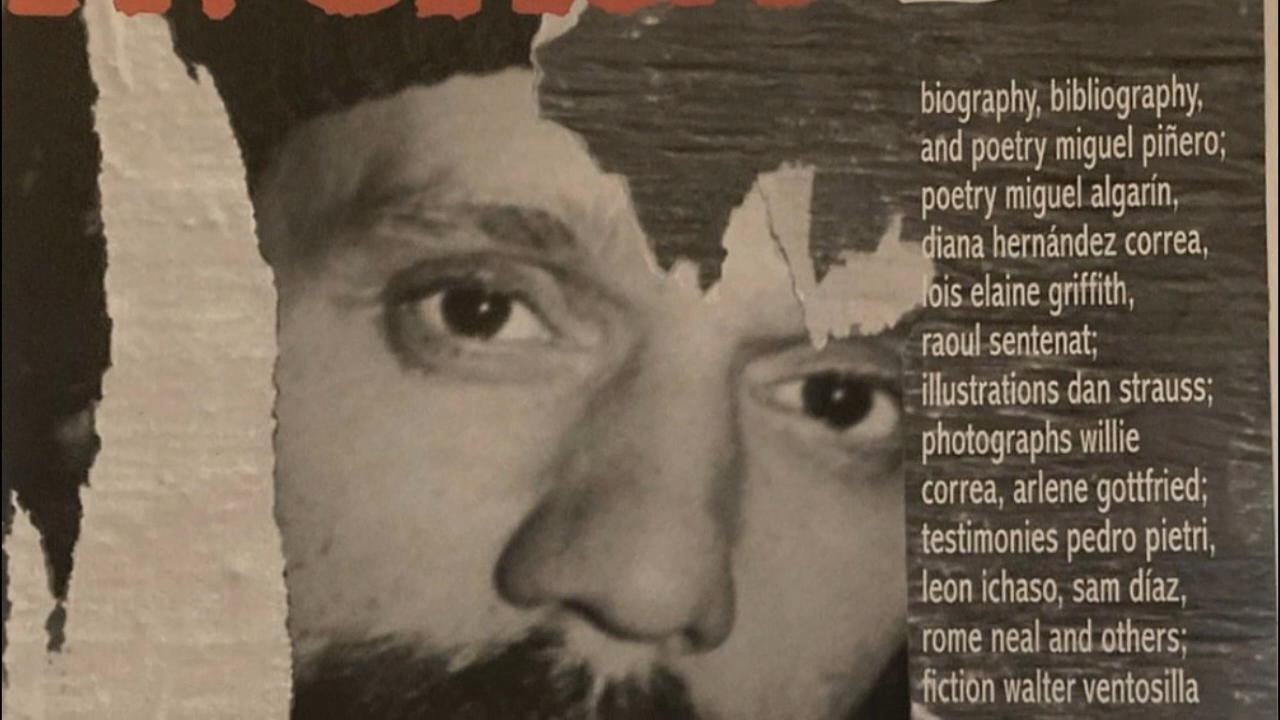 biography, bibliography,
and poetry miguel piñero;
poetry miguel algarín,
diana hernández correa,
lois elaine griffith,
raoul sentenat;
illustrations dan strauss;
photographs willie
correa, arlene gottfried;
testimonies pedro pietri,
leon ichaso, sam díaz,
rome neal and others;
fiction walter ventosilla